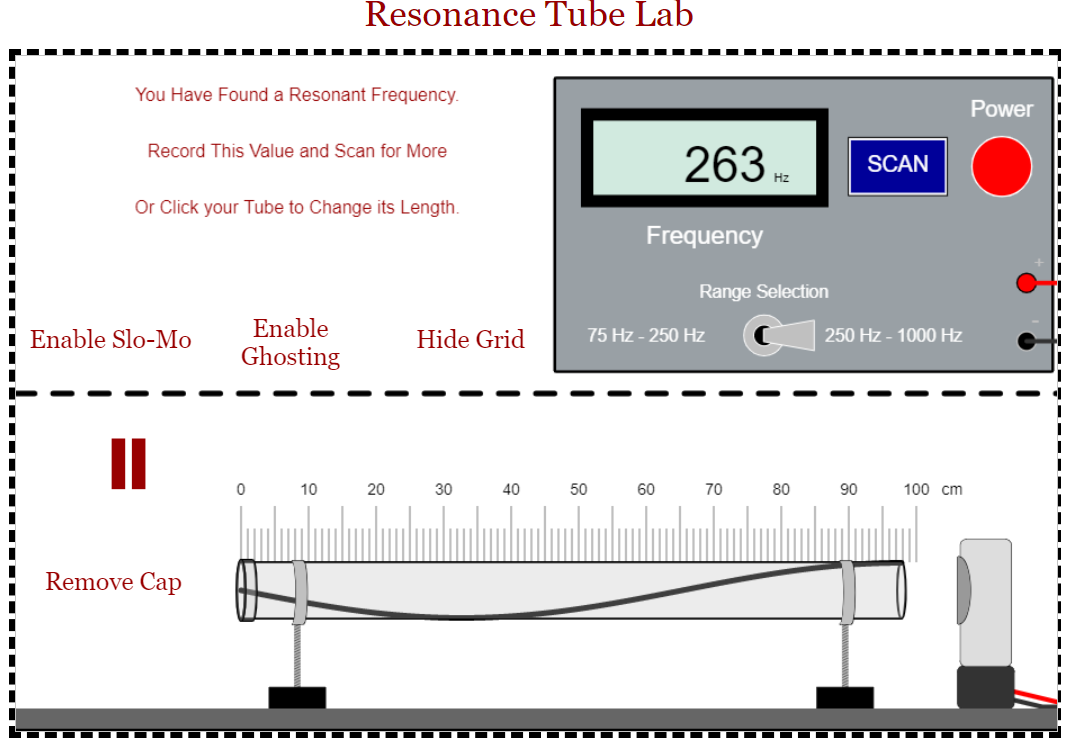 Resonance Tube Lab
You Have Found a Resonant Frequency.
Record This Value and Scan for More
Or Click your Tube to Change its Length.
Enable Slo-Mo
Enable
Ghosting
Hide Grid
Power
263 Hz
SCAN
Frequency
+
Range Selection
-
75 Hz - 250 Hz
250 Hz - 1000 Hz
0 10 20 30 40 50 60 70 80 90 100 cm
Remove Cap